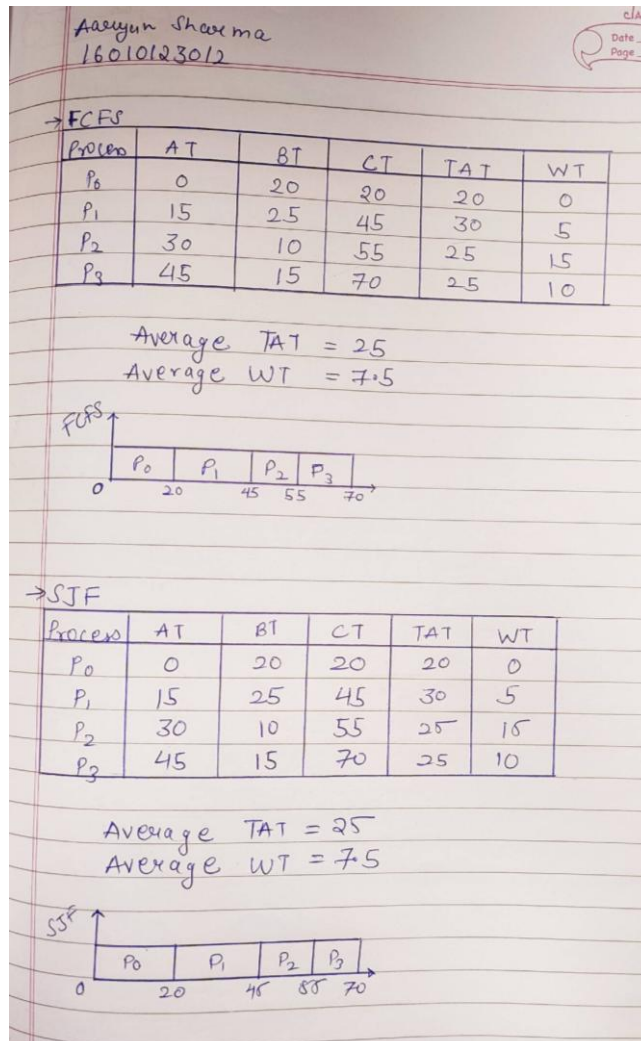 cla
Date
Page
Aaryan Sharma
16010123012
→ FCFS
Process AT BT CT TAT WT
P0 0 20 20 20 0
P1 15 25 45 30 5
P2 30 10 55 25 15
P3 45 15 70 25 10
Average TAT = 25
Average WT = 7.5
FCFS
P0 P1 P2 P3
0 20 45 55 70
→ SJF
Process AT BT CT TAT WT
P0 0 20 20 20 0
P1 15 25 45 30 5
P2 30 10 55 25 15
P3 45 15 70 25 10
Average TAT = 25
Average WT = 7.5
SJF
P0 P1 P2 P3
0 20 45 55 70